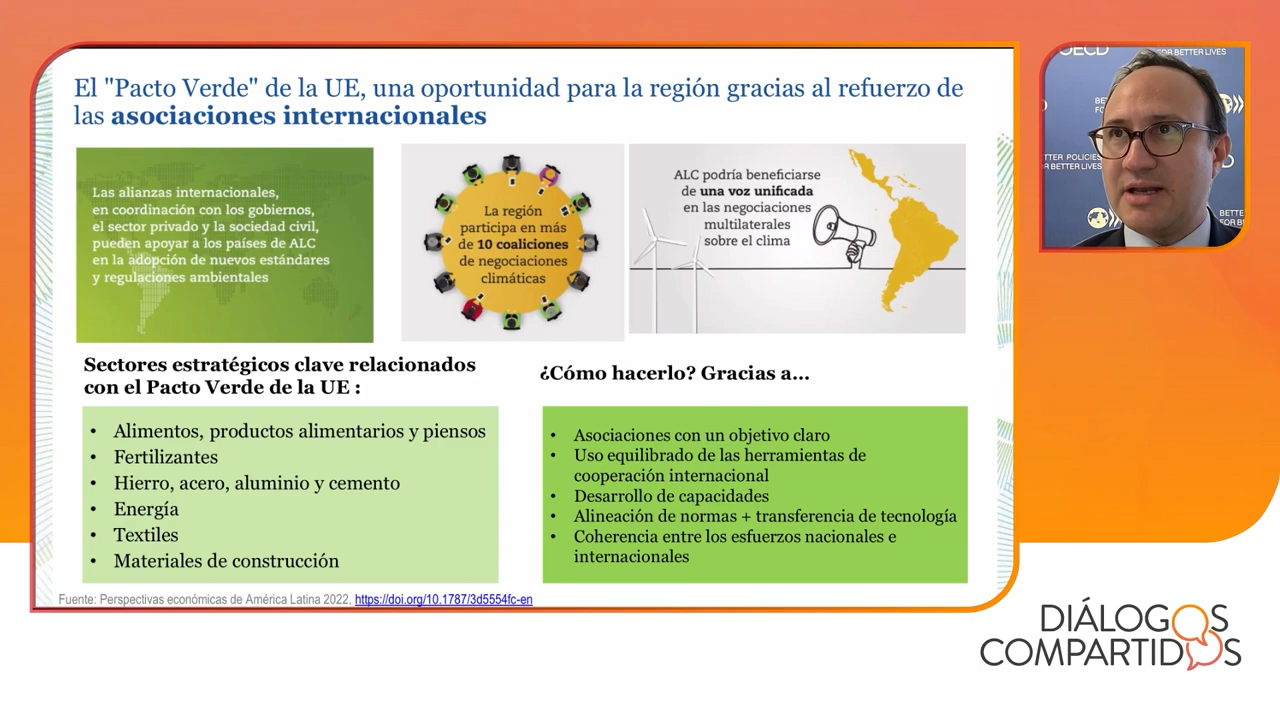 El "Pacto Verde" de la UE, una oportunidad para la región gracias al refuerzo de
las asociaciones internacionales
Las alianzas internacionales,
en coordinación con los gobiernos,
el sector privado y la sociedad civil,
pueden apoyar a los países de ALC
en la adopción de nuevos estándares
y regulaciones ambientales
La región
participa en más
de 10 coaliciones
de negociaciones
climáticas
ALC podría beneficiarse
de una voz unificada
en las negociaciones
multilaterales
sobre el clima
Sectores estratégicos clave relacionados
con el Pacto Verde de la UE :
• Alimentos, productos alimentarios y piensos
• Fertilizantes
• Hierro, acero, aluminio y cemento
• Energía
• Textiles
• Materiales de construcción
¿Cómo hacerlo? Gracias a...
• Asociaciones con un objetivo claro
• Uso equilibrado de las herramientas de
cooperación internacional
• Desarrollo de capacidades
• Alineación de normas + transferencia de tecnología
• Coherencia entre los esfuerzos nacionales e
internacionales
Fuente: Perspectivas económicas de América Latina 2022, https://doi.org/10.1787/3d5554fc-en
OECD
FOR BETTER LIVES
DIÁLOGOS
COMPARTIDOS